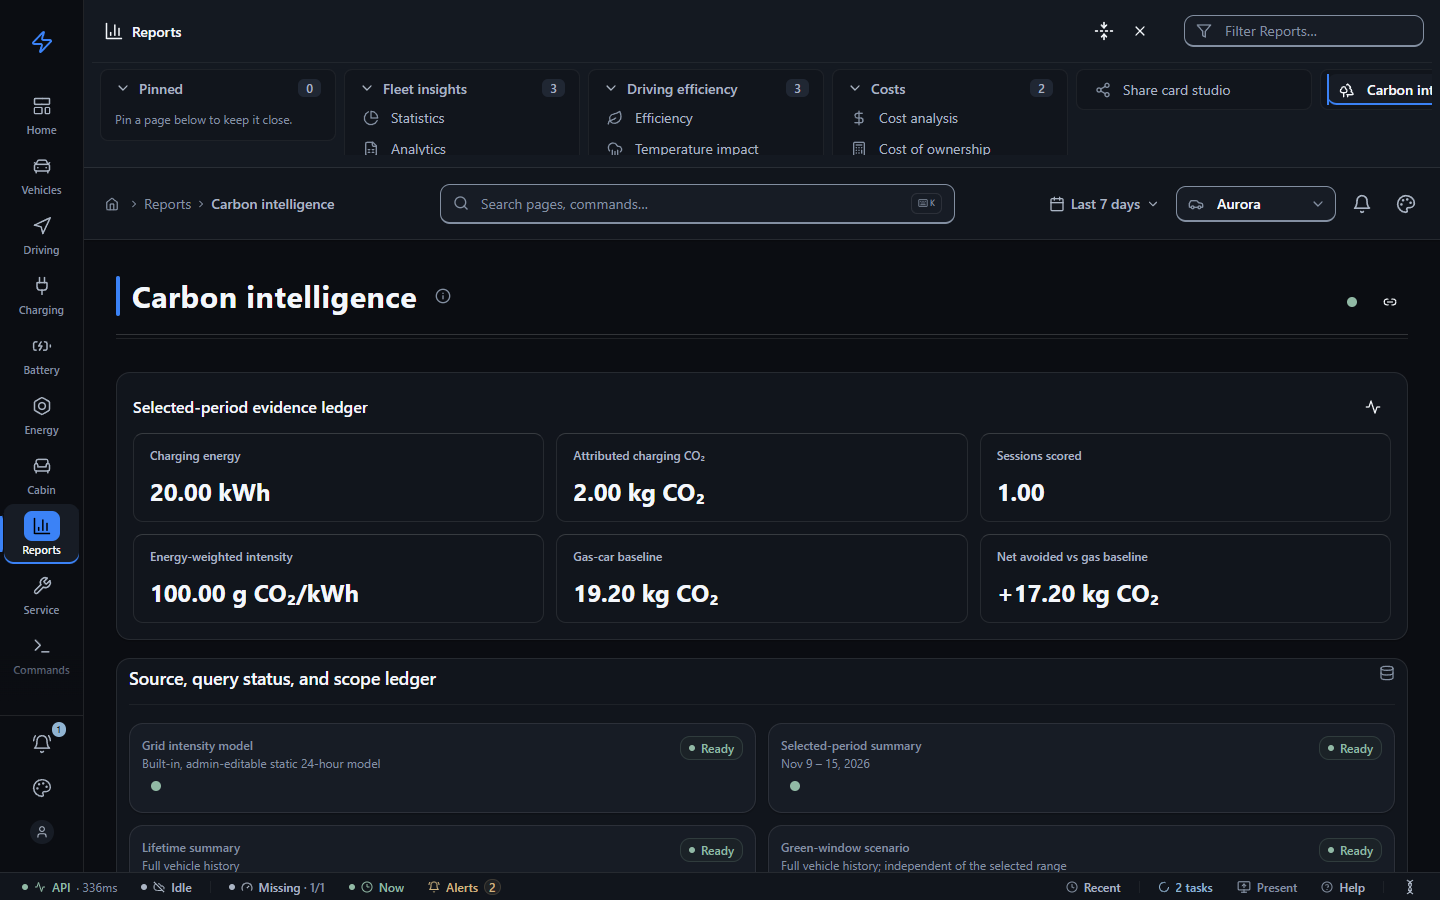 Reports
Filter Reports...
Pinned 0
Pin a page below to keep it close.
Fleet insights 3
Statistics
Analytics
Driving efficiency 3
Efficiency
Temperature impact
Costs 2
Cost analysis
Cost of ownership
Share card studio
Carbon int
Home
Vehicles
Driving
Charging
Battery
Energy
Cabin
Reports
Service
Commands
1
Reports
Carbon intelligence
Search pages, commands...
K
Last 7 days
Aurora
Carbon intelligence
Selected-period evidence ledger
Charging energy
20.00 kWh
Attributed charging CO₂
2.00 kg CO₂
Sessions scored
1.00
Energy-weighted intensity
100.00 g CO₂/kWh
Gas-car baseline
19.20 kg CO₂
Net avoided vs gas baseline
+17.20 kg CO₂
Source, query status, and scope ledger
Grid intensity model
Built-in, admin-editable static 24-hour model
Ready
Selected-period summary
Nov 9 – 15, 2026
Ready
Lifetime summary
Full vehicle history
Ready
Green-window scenario
Full vehicle history; independent of the selected range
Ready
API · 336ms
Idle
Missing · 1/1
Now
Alerts 2
Recent
2 tasks
Present
Help